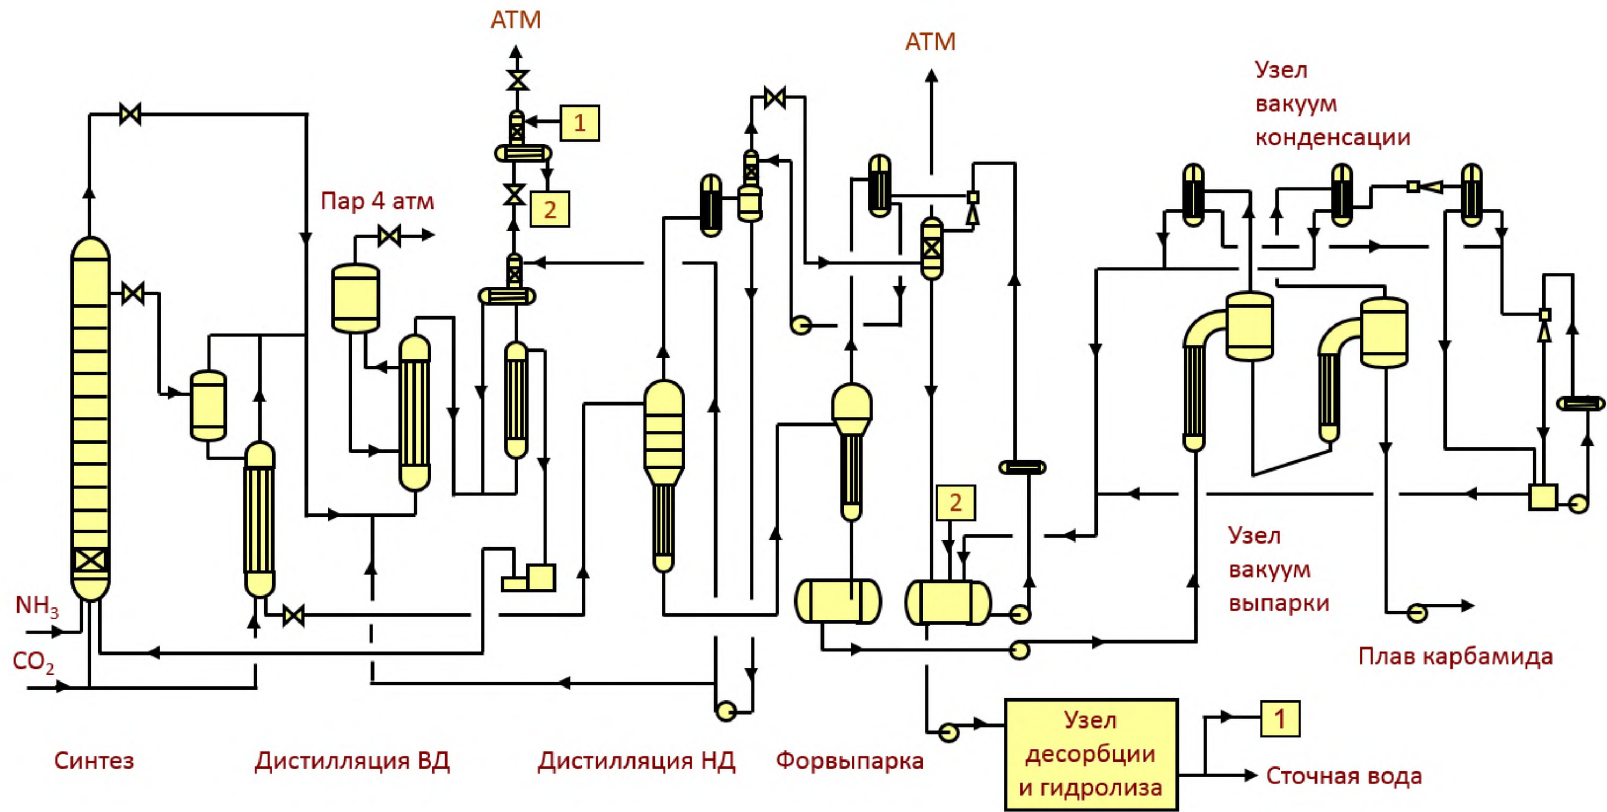 АТМ
АТМ
Узел
вакуум
конденсации
1
Пар 4 атм
2
2
Узел
вакуум
выпарки
NH3
CO2
Плав карбамида
Узел
десорбции
и гидролиза
1
Синтез
Дистилляция ВД
Дистилляция НД
Форвыпарка
Сточная вода